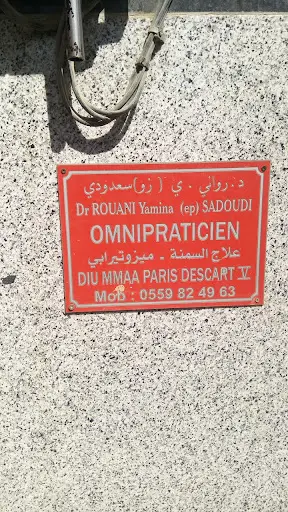 د. رواني . ي ( زو) سعدودي
Dr ROUANI Yamina (ep) SADOUDI
OMNIPRATICIEN
علاج السمنة - ميزوتيرابي
DIU MMAA PARIS DESCART V
Mob : 0559 82 49 63